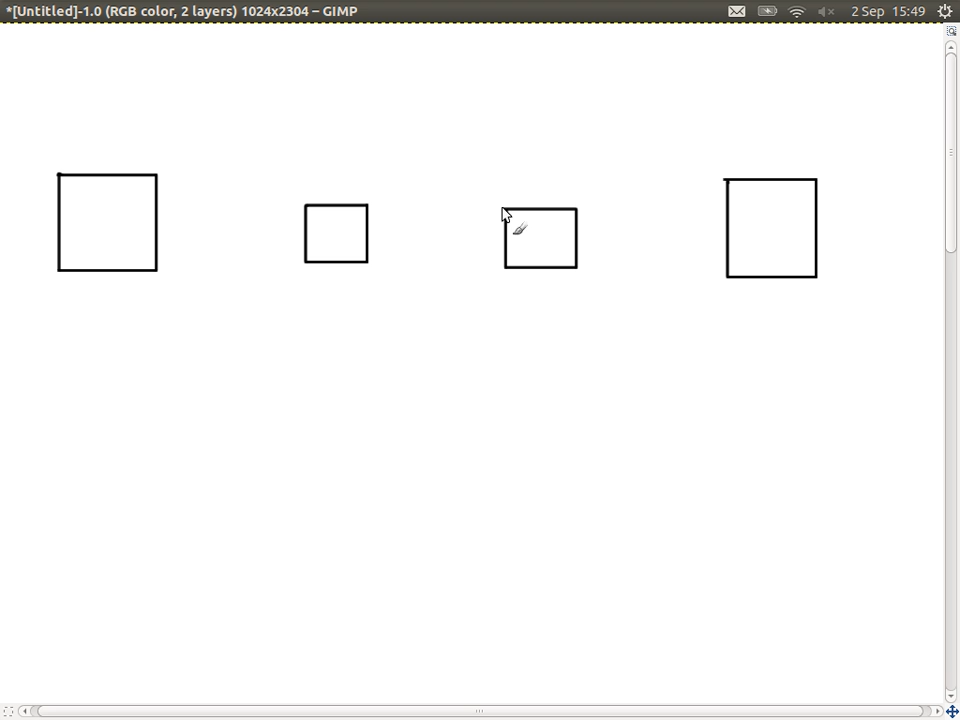 *[Untitled]-1.0 (RGB color, 2 layers) 1024x2304 – GIMP 2 Sep 15:49